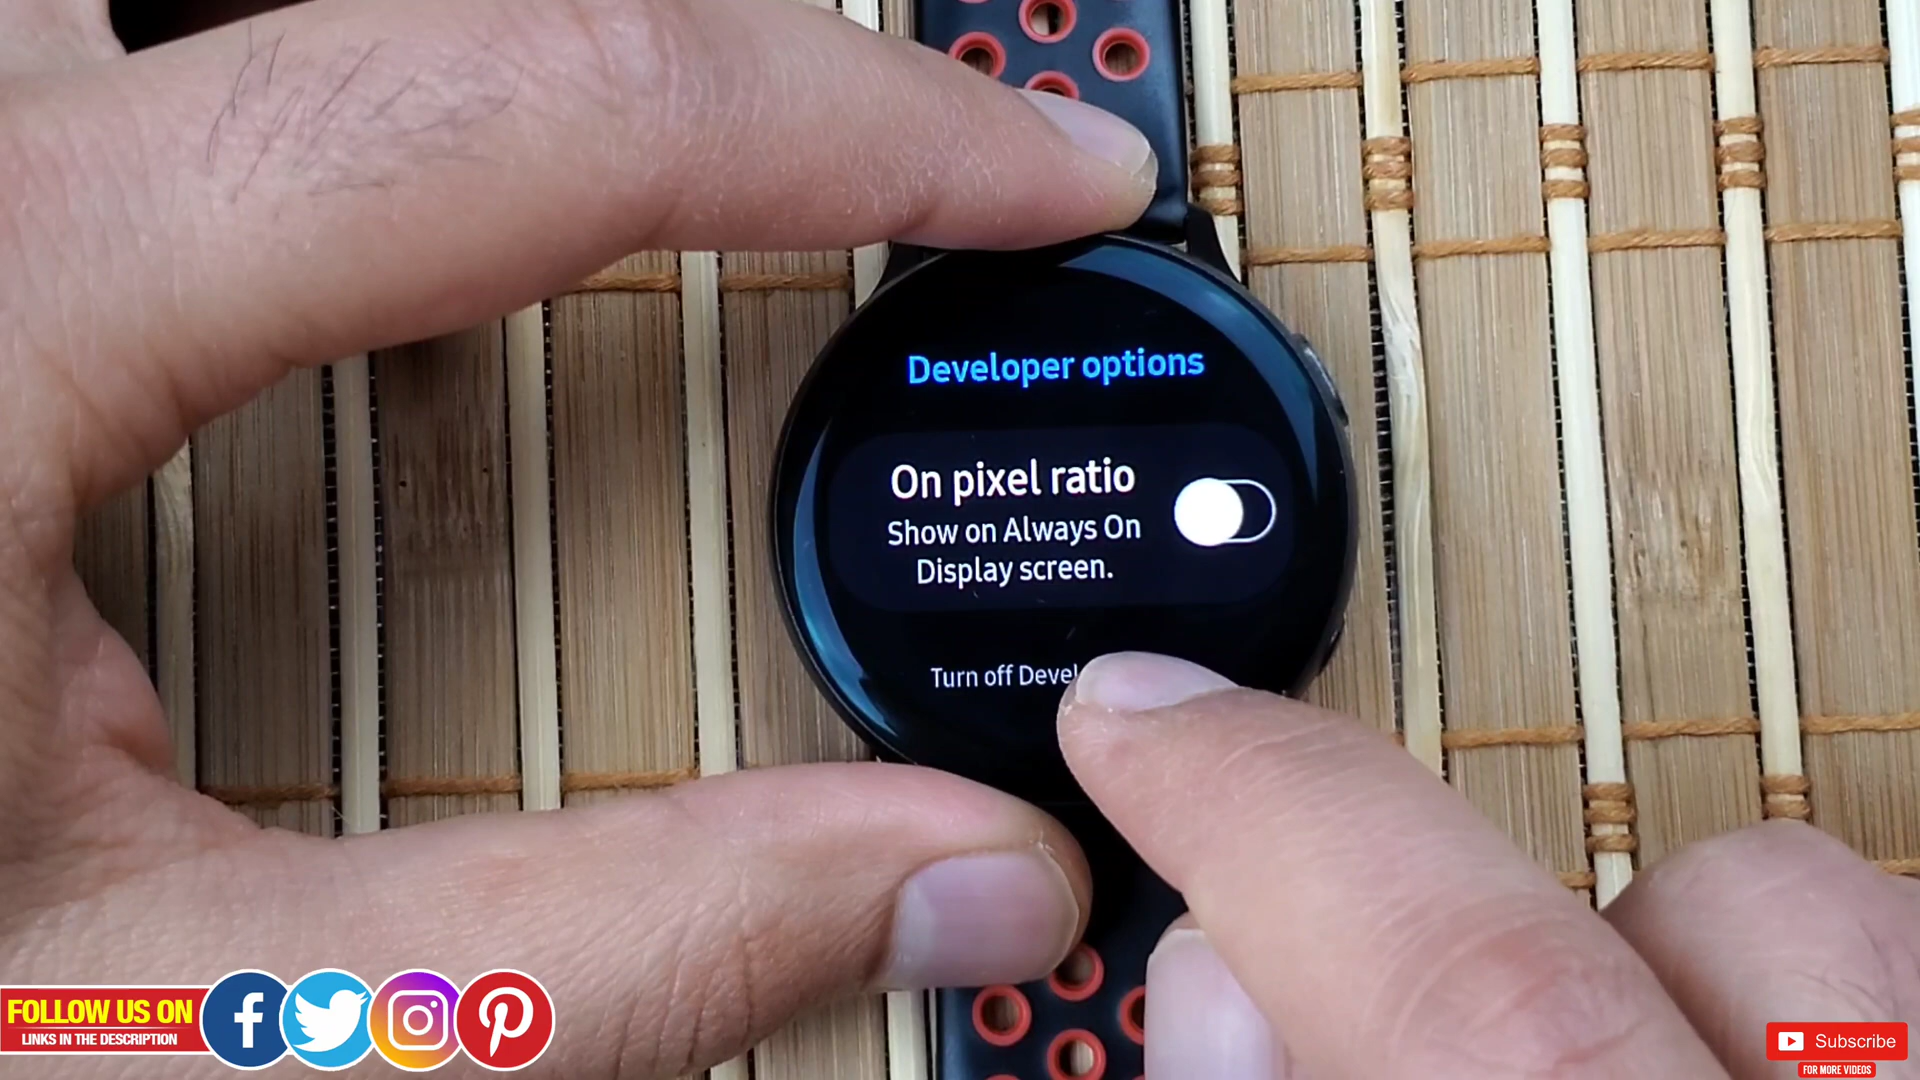 Developer options
On pixel ratio
Show on Always On
Display screen.
Turn off Devel
FOLLOW US ON
LINKS IN THE DESCRIPTION
Subscribe
FOR MORE VIDEOS